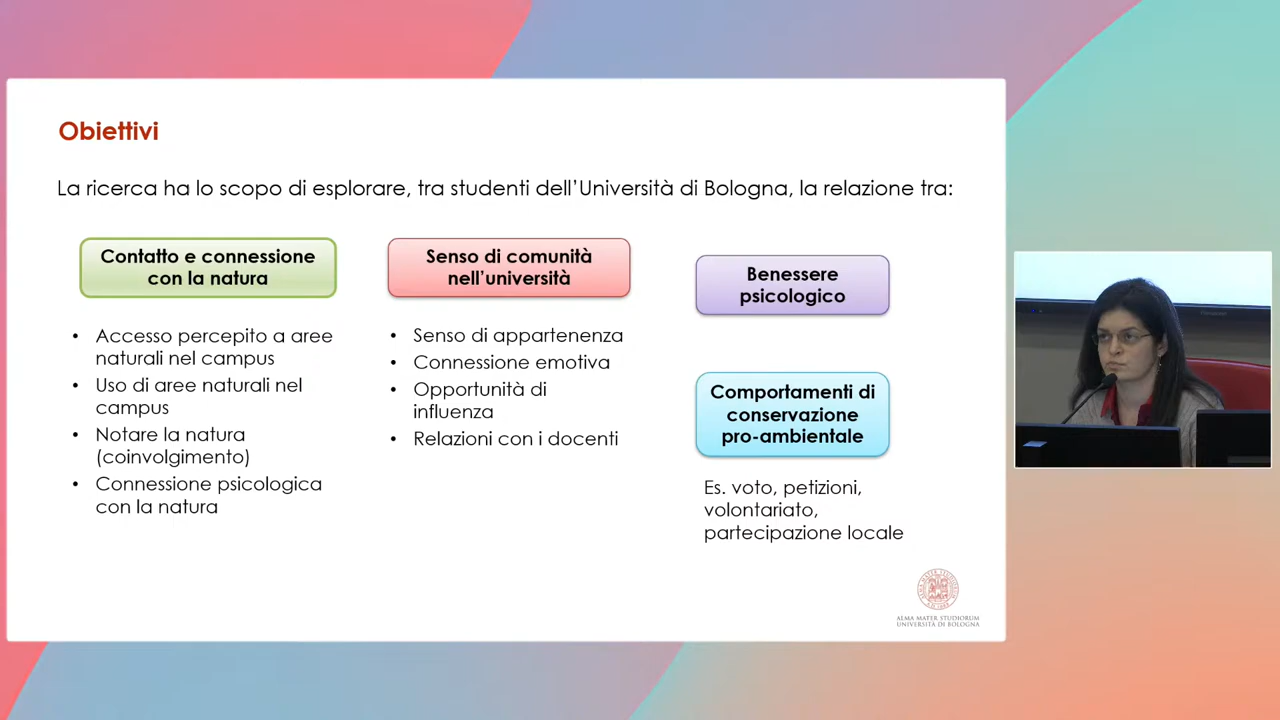 Obiettivi
La ricerca ha lo scopo di esplorare, tra studenti dell'Università di Bologna, la relazione tra:
Contatto e connessione
con la natura
• Accesso percepito a aree
naturali nel campus
• Uso di aree naturali nel
campus
• Notare la natura
(coinvolgimento)
• Connessione psicologica
con la natura
Senso di comunità
nell'università
• Senso di appartenenza
• Connessione emotiva
• Opportunità di
influenza
• Relazioni con i docenti
Benessere
psicologico
Comportamenti di
conservazione
pro-ambientale
Es. voto, petizioni,
volontariato,
partecipazione locale
ALMA MATER STUDIORUM
UNIVERSITÀ DI BOLOGNA